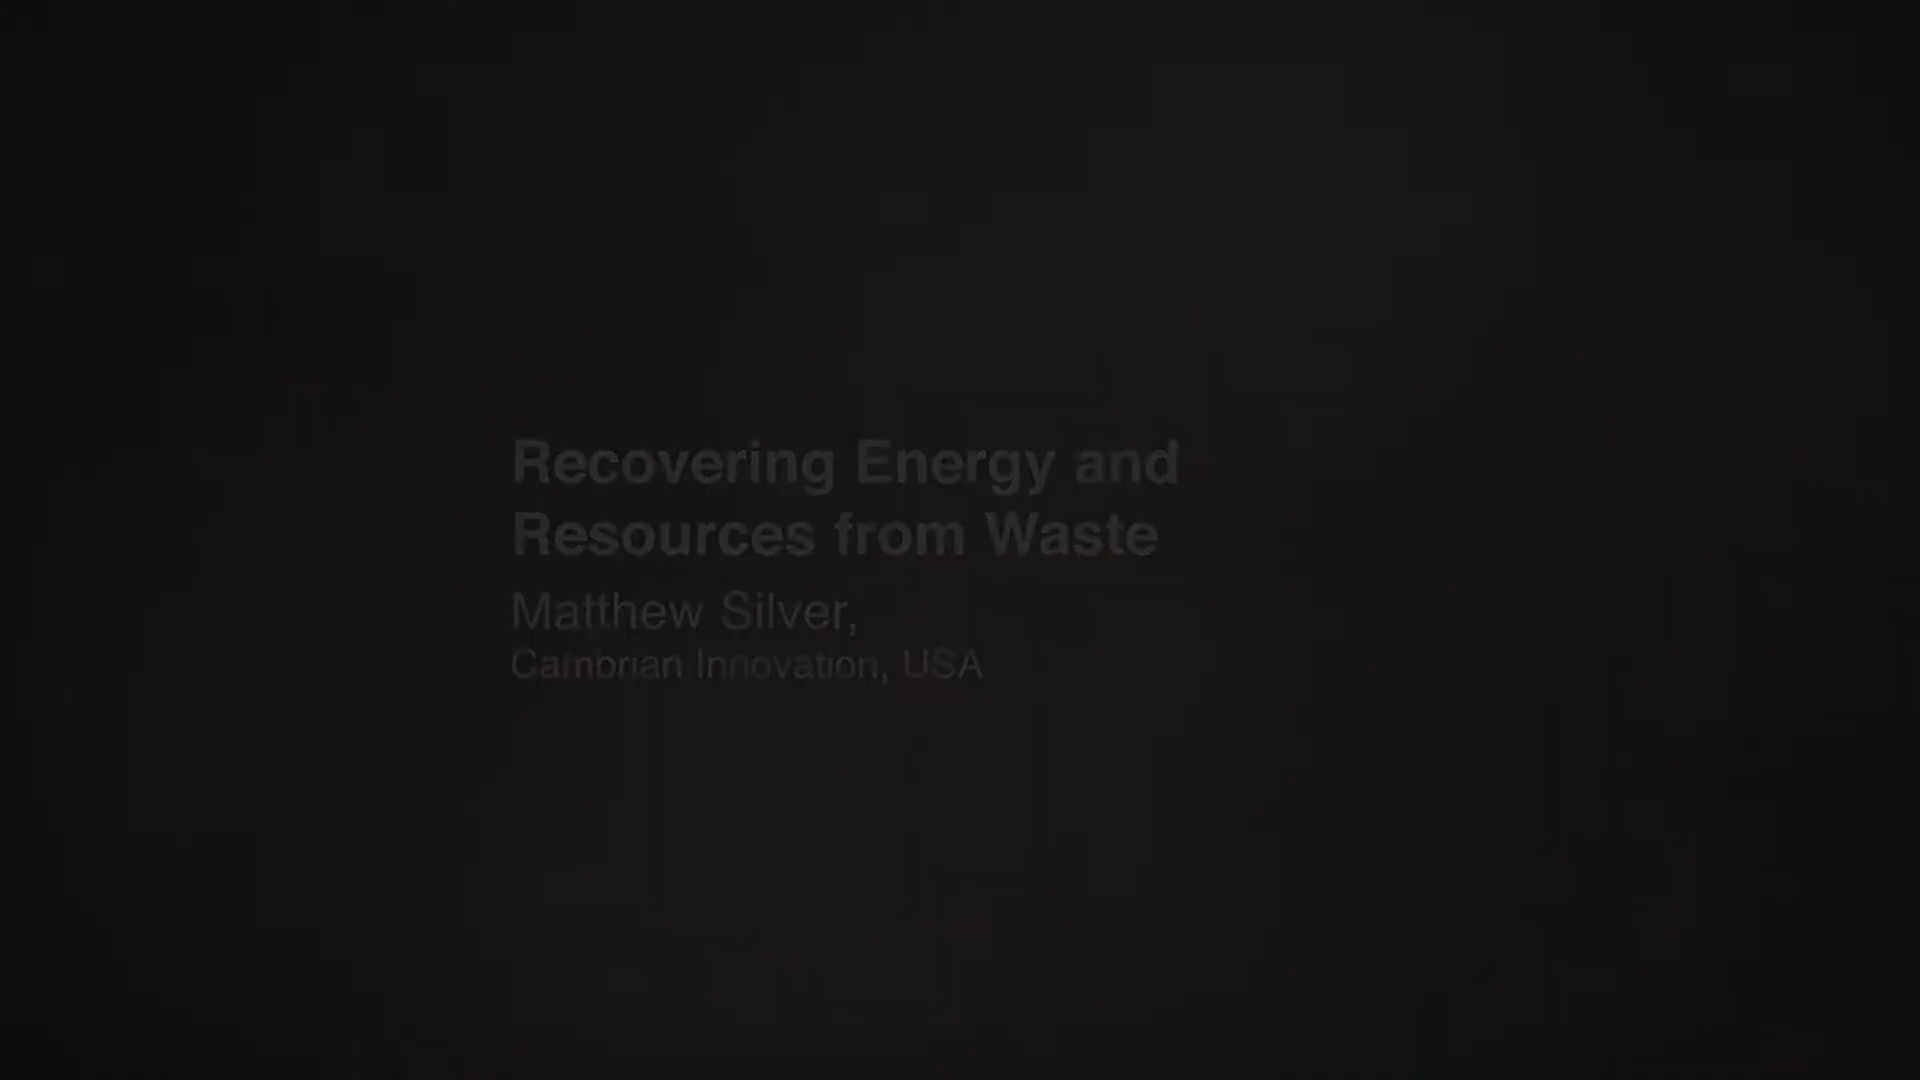 Recovering Energy and
Resources from Waste
Matthew Silver,
Cambrian Innovation, USA